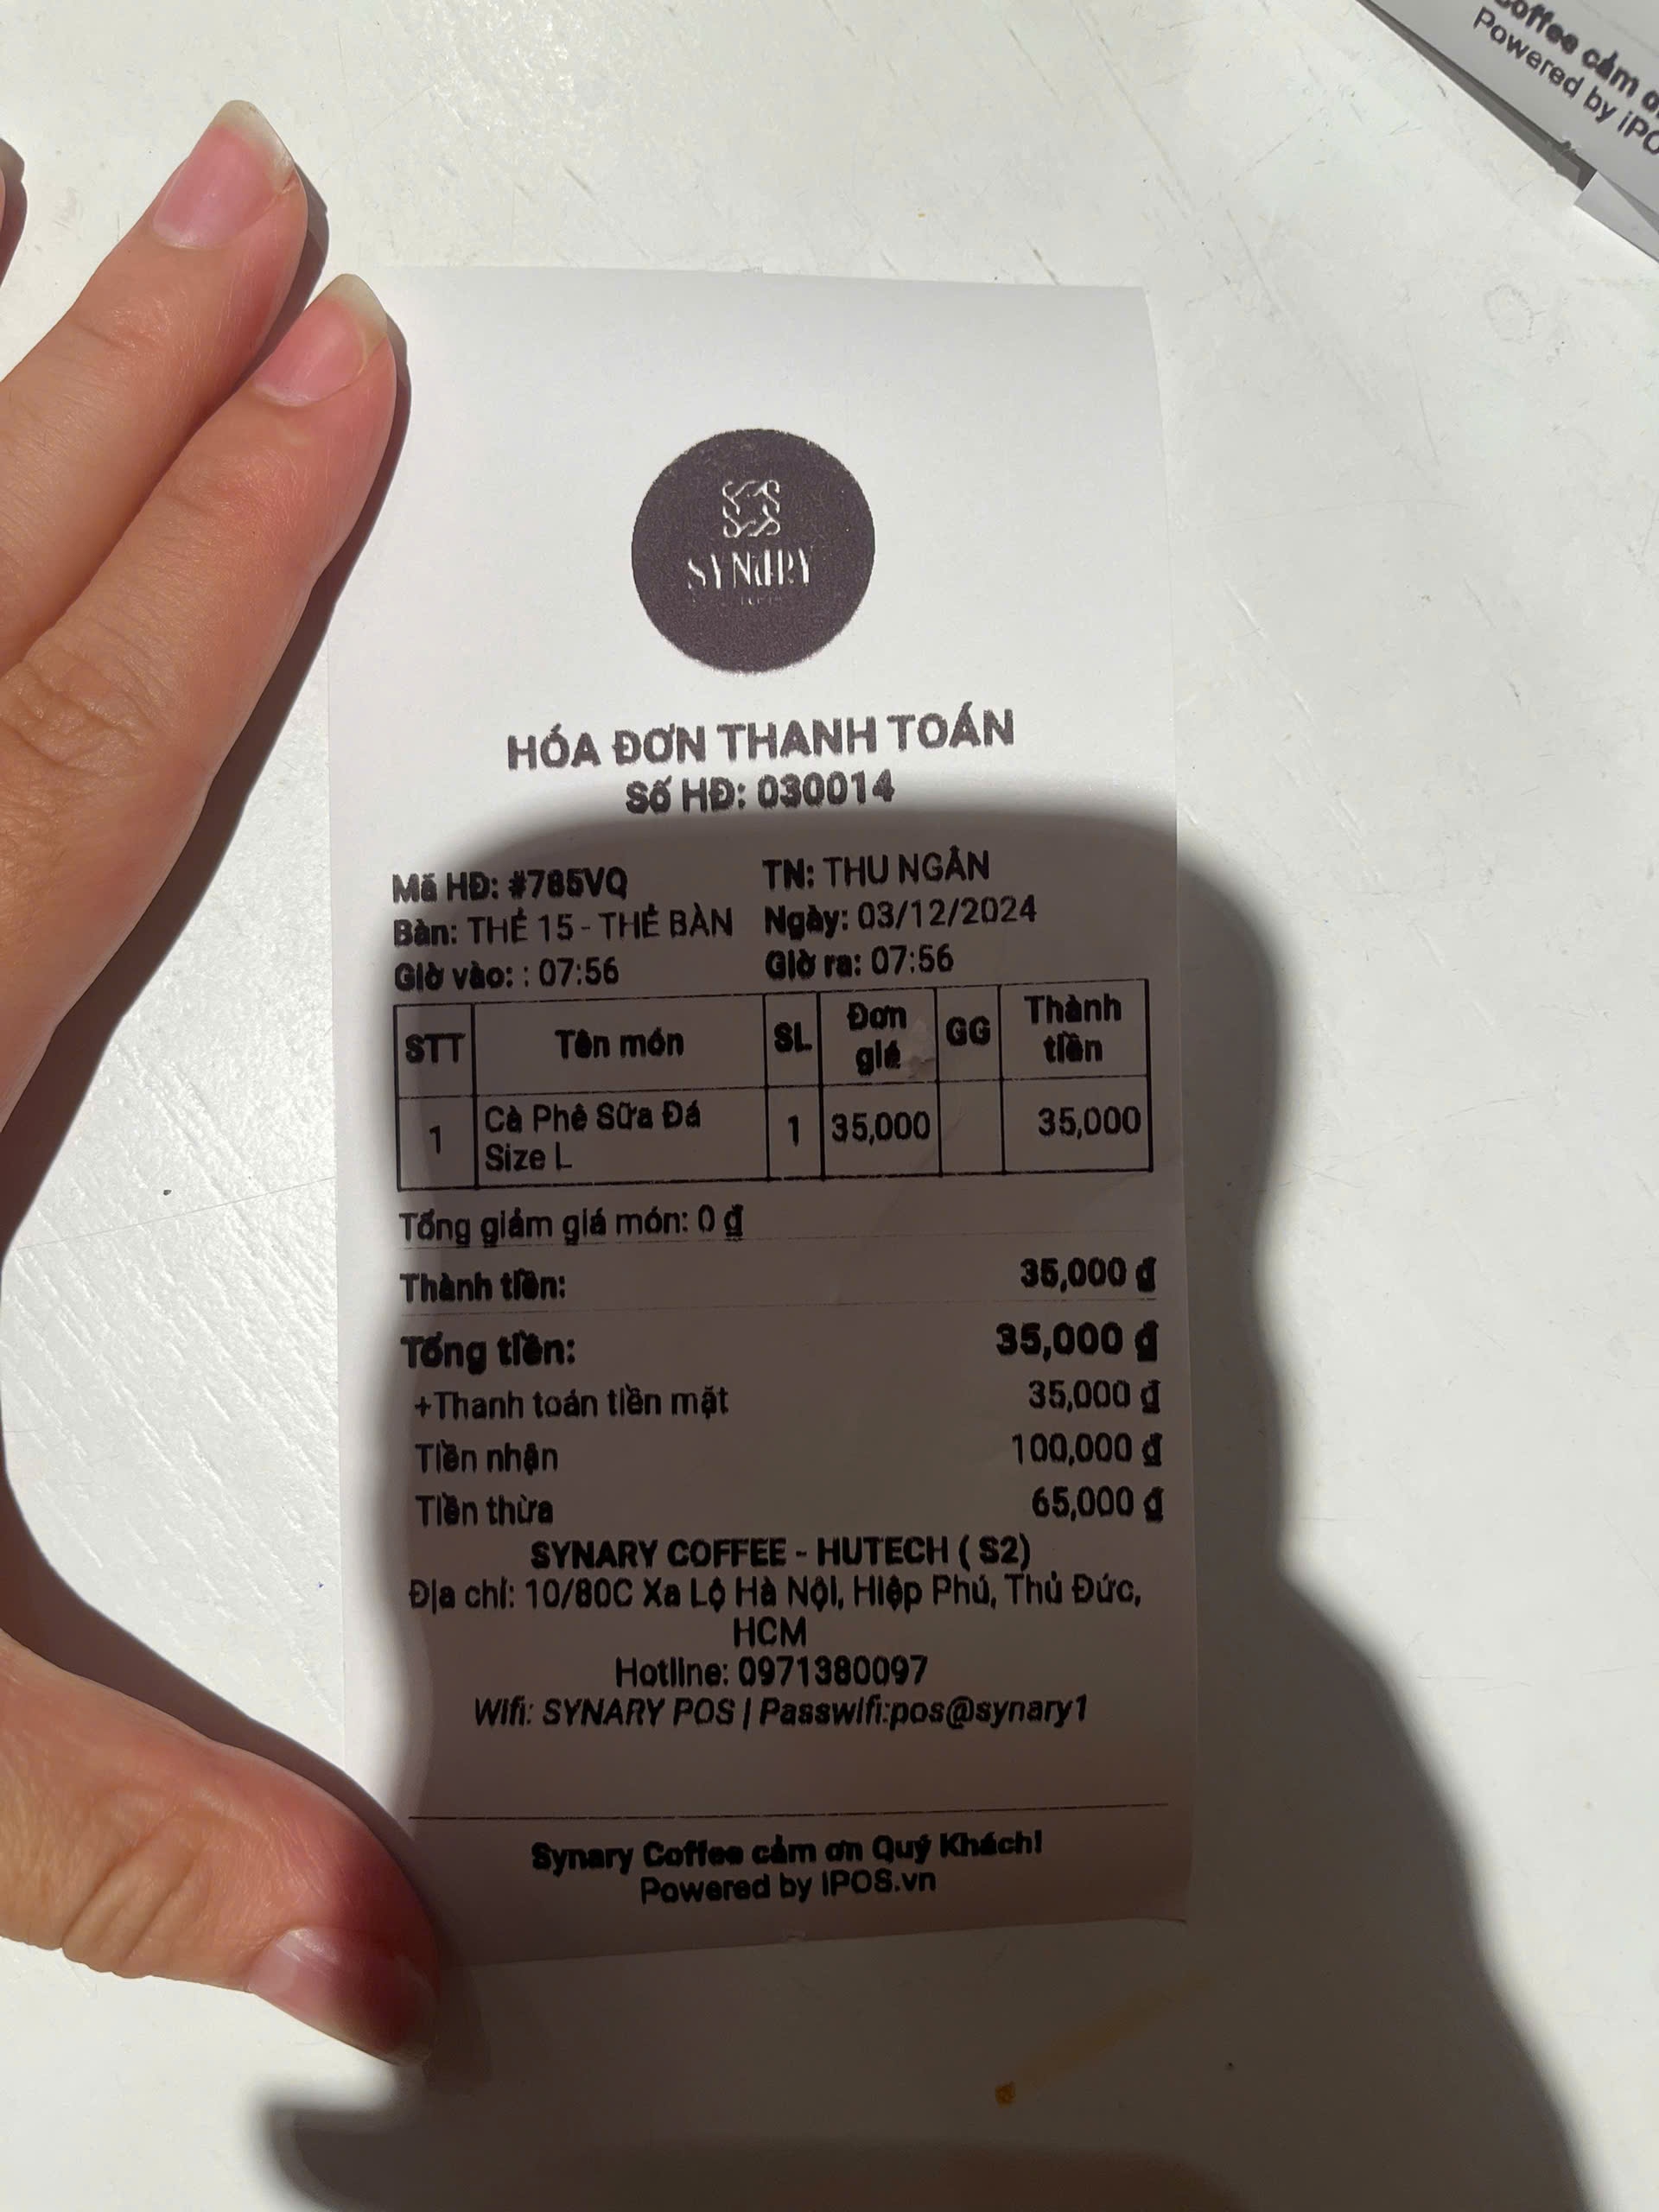 SYNARY
HÓA ĐƠN THANH TOÁN
Số HĐ: 030014
Mã HĐ: #785VQ TN: THU NGÂN
Bàn: THẺ 15 - THẺ BÀN Ngày: 03/12/2024
Giờ vào: : 07:56 Giờ ra: 07:56
STT Tên món SL Đơn giá GG Thành tiền
1 Cà Phê Sữa Đá Size L 1 35,000 35,000
Tổng giảm giá món: 0 đ
Thành tiền: 35,000 đ
Tổng tiền: 35,000 đ
+Thanh toán tiền mặt 35,000 đ
Tiền nhận 100,000 đ
Tiền thừa 65,000 đ
SYNARY COFFEE - HUTECH ( S2)
Địa chỉ: 10/80C Xa Lộ Hà Nội, Hiệp Phú, Thủ Đức,
HCM
Hotline: 0971380097
Wifi: SYNARY POS | Passwifi:pos@synary1
Synary Coffee cảm ơn Quý Khách!
Powered by iPOS.vn
Coffee cảm
Powered by